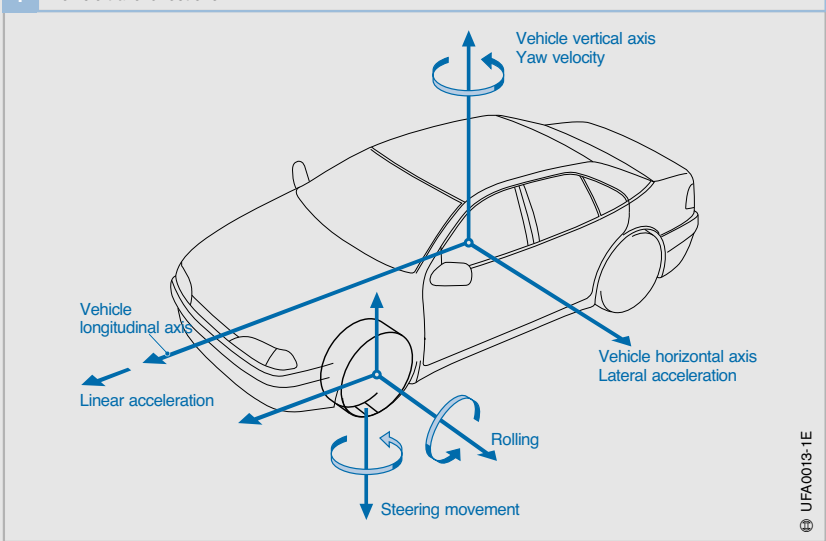 Vehicle vertical axis
Yaw velocity
Vehicle
longitudinal axis
Vehicle horizontal axis
Lateral acceleration
Linear acceleration
Rolling
Steering movement
UFA0013-1E